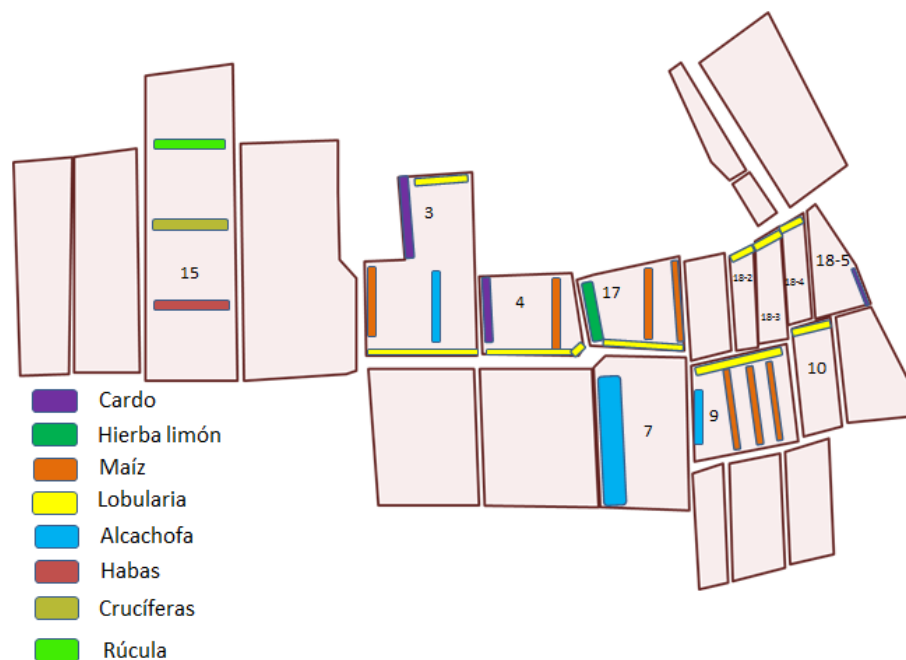 3
18-5
15
18-2
18-4
17
4
18-3
10
9
7
Cardo
Hierba limón
Maíz
Lobularia
Alcachofa
Habas
Crucíferas
Rúcula